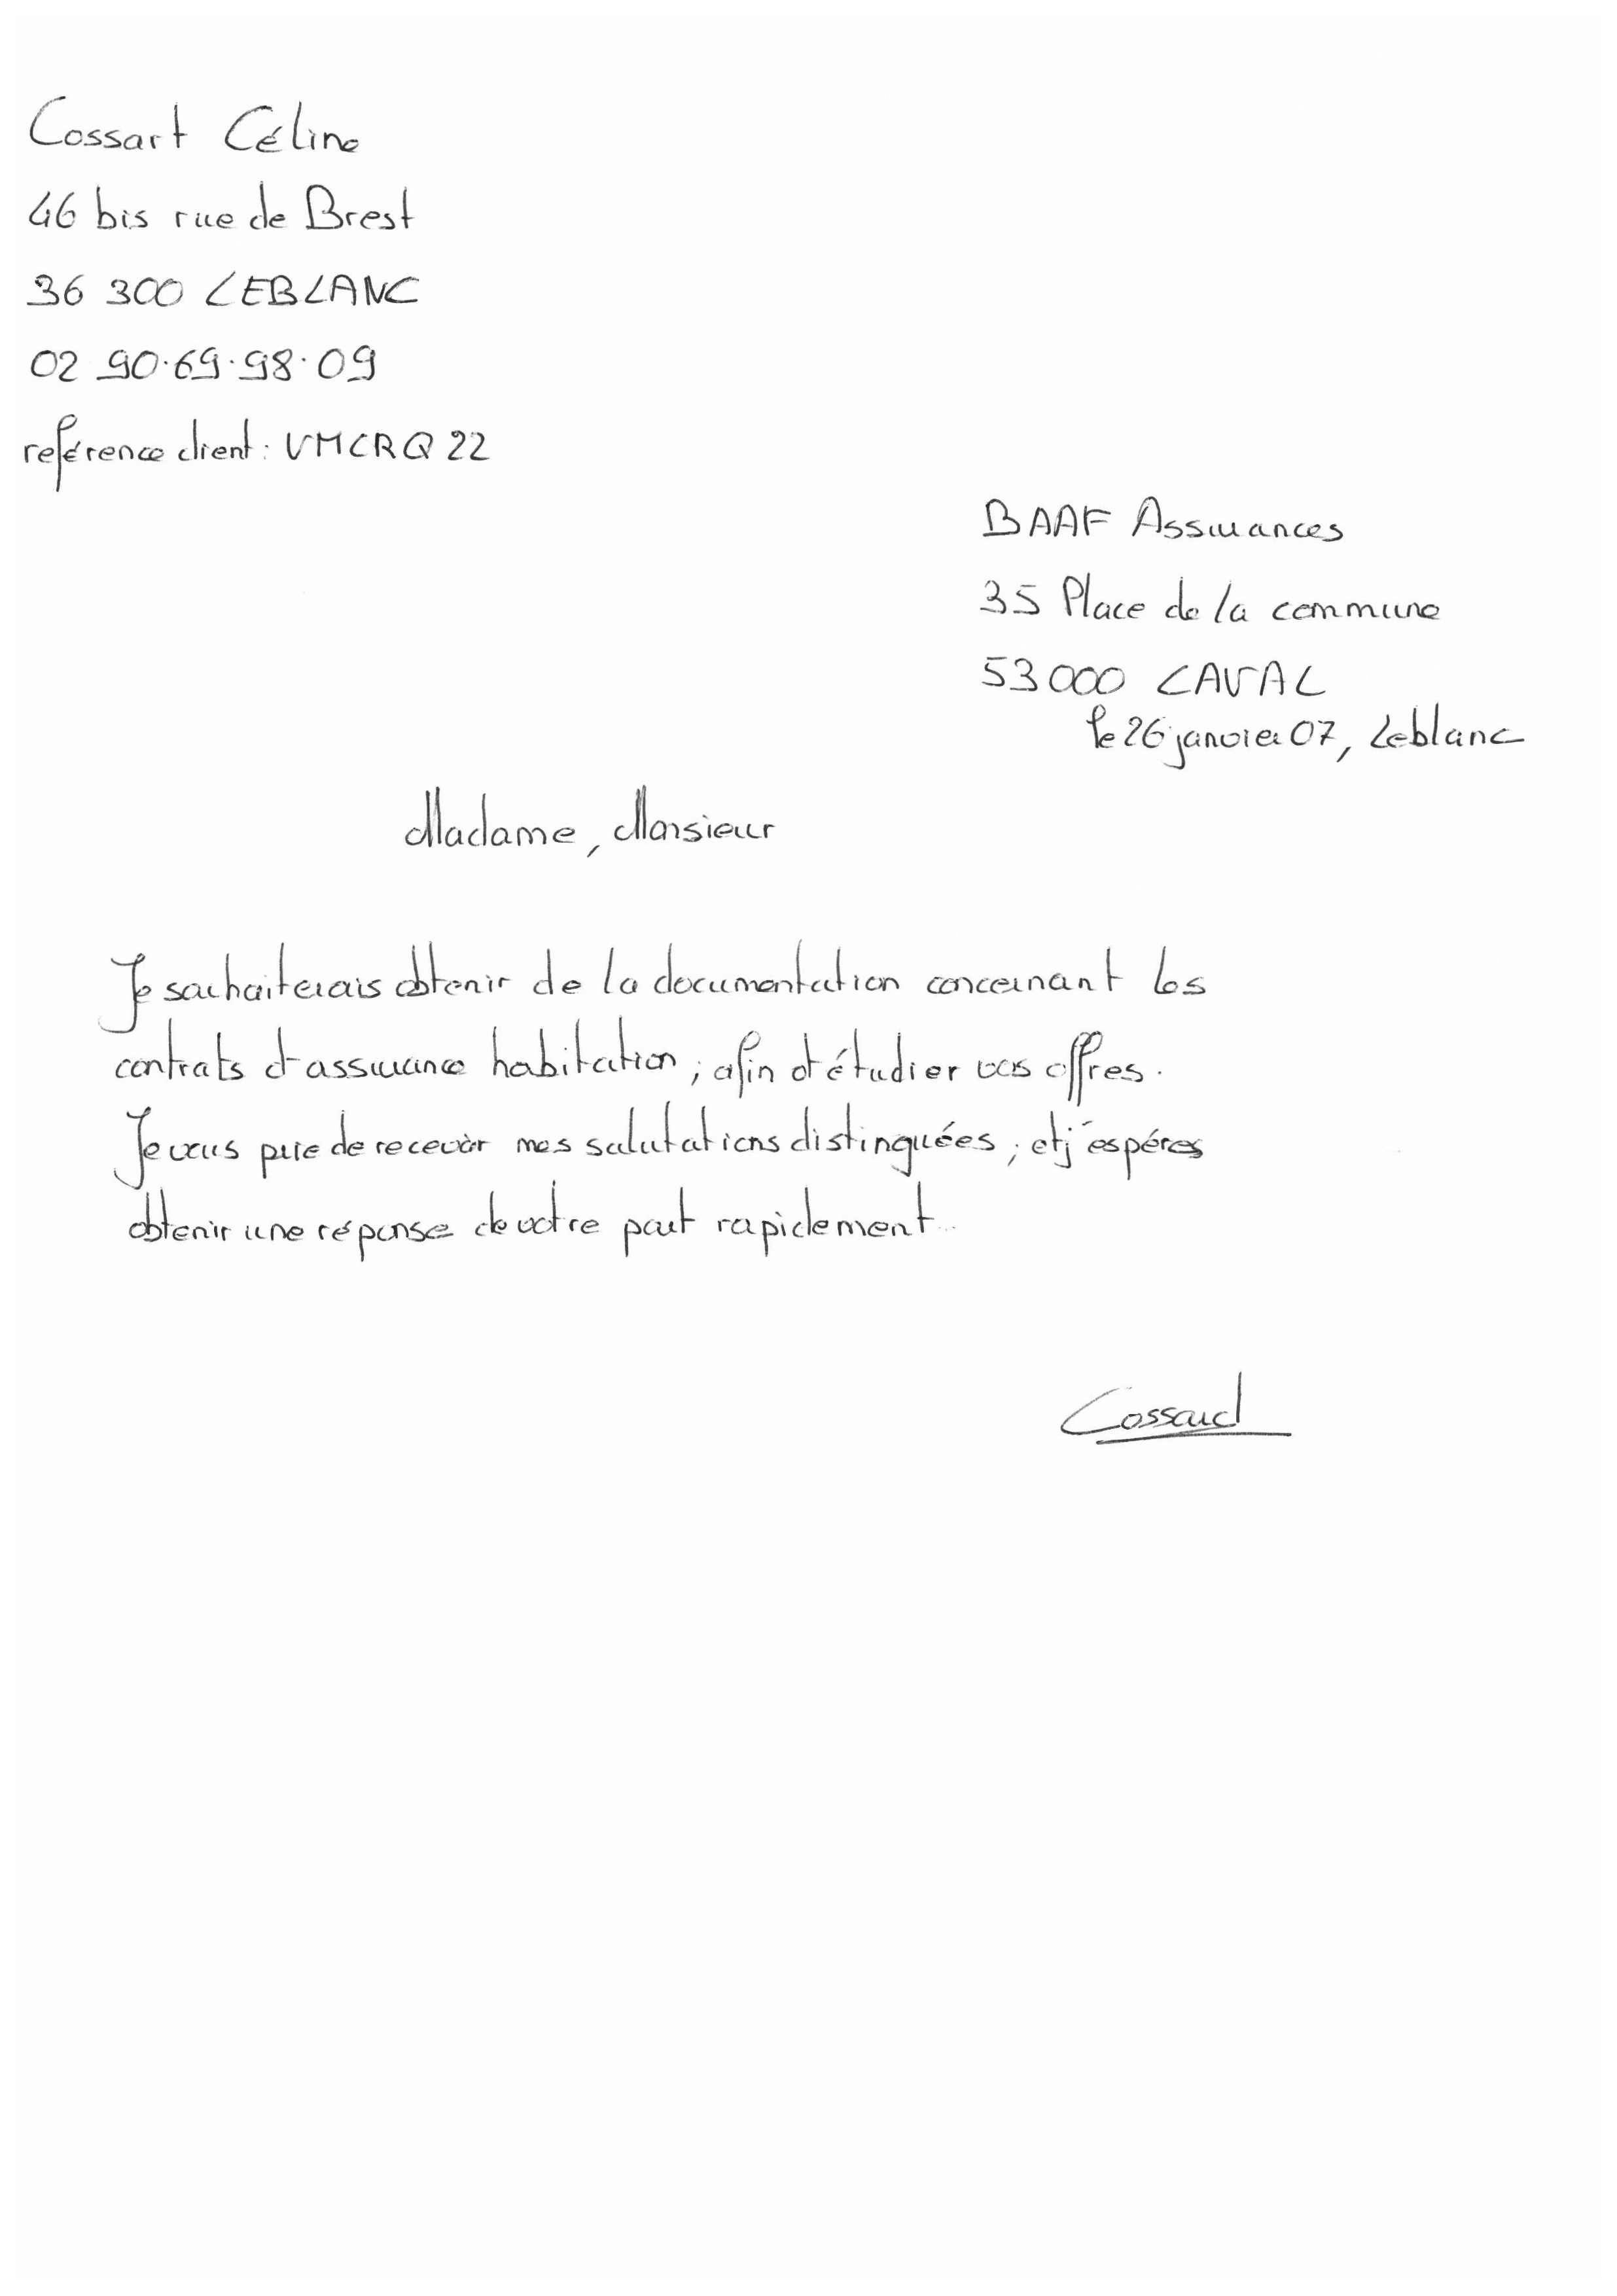 Cossart Céline
46 bis rue de Brest
36 300 LEBLANC
02 90.69.98.09
reférence client : VMCRQ 22
BAAF Assurances
35 Place de la commune
53 000 LAVAL
le 26 janvier 07, Leblanc
Madame, Monsieur
Je souhaiterais obtenir de la documentation concernant les
contrats d'assurance habitation, afin d'étudier vos offres.
Je vous prie de recevoir mes salutations distinguées, et j'espéres
obtenir une réponse de votre part rapidement.
Cossard